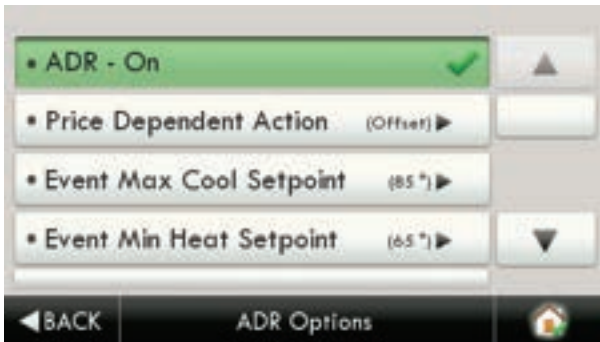 • ADR - On
• Price Dependent Action (Offset)
• Event Max Cool Setpoint (85°)
• Event Min Heat Setpoint (65°)
BACK ADR Options